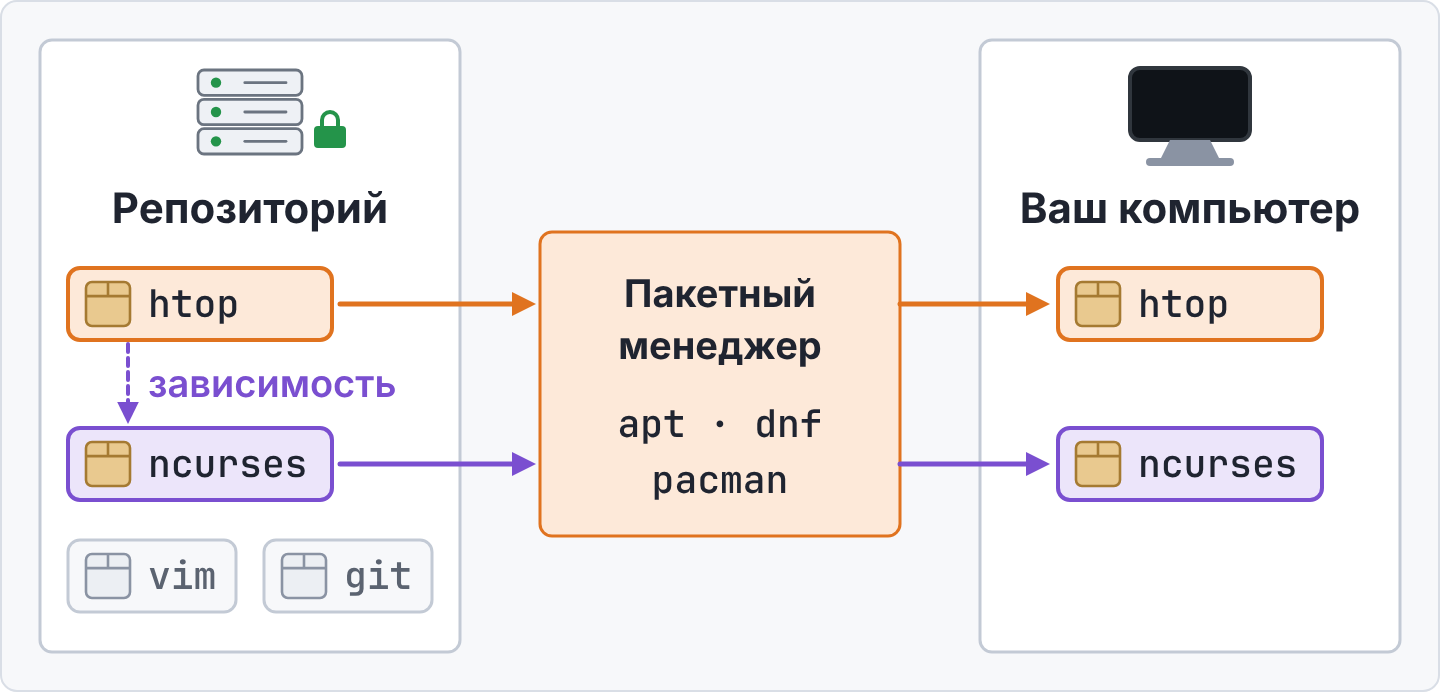 Репозиторий
htop
зависимость
ncurses
vim
git
Пакетный
менеджер
apt · dnf
pacman
Ваш компьютер
htop
ncurses